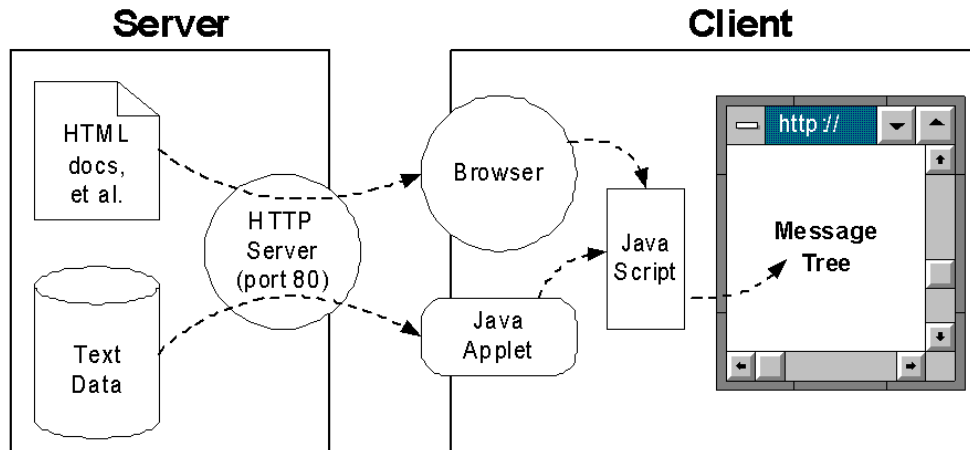 Server
Client
HTML
docs,
et al.
HTTP
Server
(port 80)
Text
Data
Browser
Java
Applet
Java
Script
http://
Message
Tree